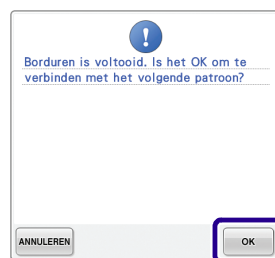 Borduren is voltooid. Is het OK om te
verbinden met het volgende patroon?
ANNULEREN
OK